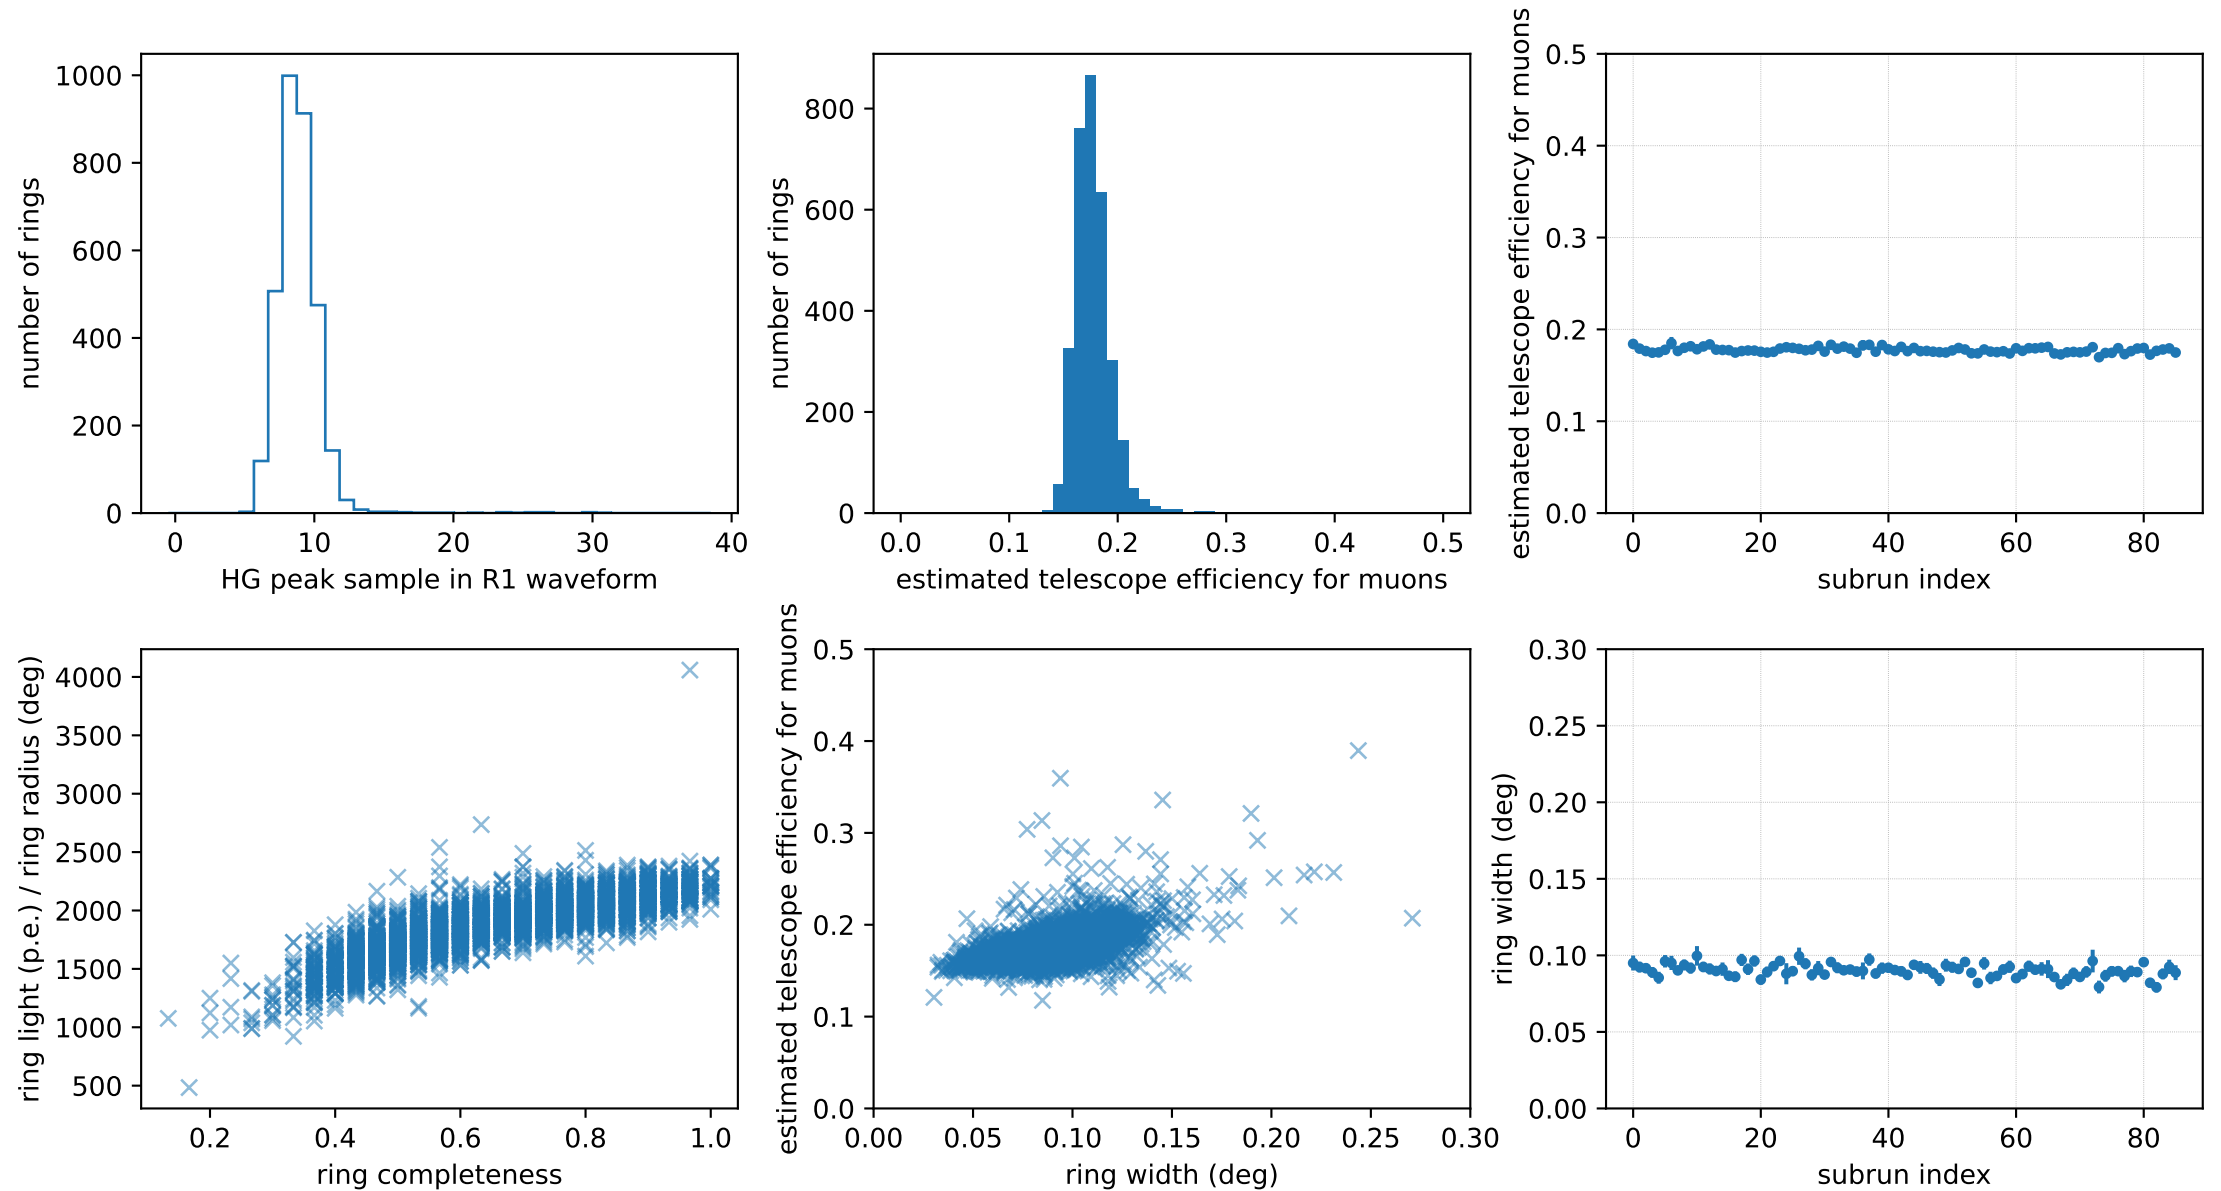 number of rings
1000
800
600
400
200
0
0 10 20 30 40
HG peak sample in R1 waveform
number of rings
800
600
400
200
0
0.0 0.1 0.2 0.3 0.4 0.5
estimated telescope efficiency for muons
estimated telescope efficiency for muons
0.5
0.4
0.3
0.2
0.1
0.0
0 20 40 60 80
subrun index
ring light (p.e.) / ring radius (deg)
4000
3500
3000
2500
2000
1500
1000
500
0.2 0.4 0.6 0.8 1.0
ring completeness
estimated telescope efficiency for muons
0.5
0.4
0.3
0.2
0.1
0.0
0.00 0.05 0.10 0.15 0.20 0.25 0.30
ring width (deg)
ring width (deg)
0.30
0.25
0.20
0.15
0.10
0.05
0.00
0 20 40 60 80
subrun index